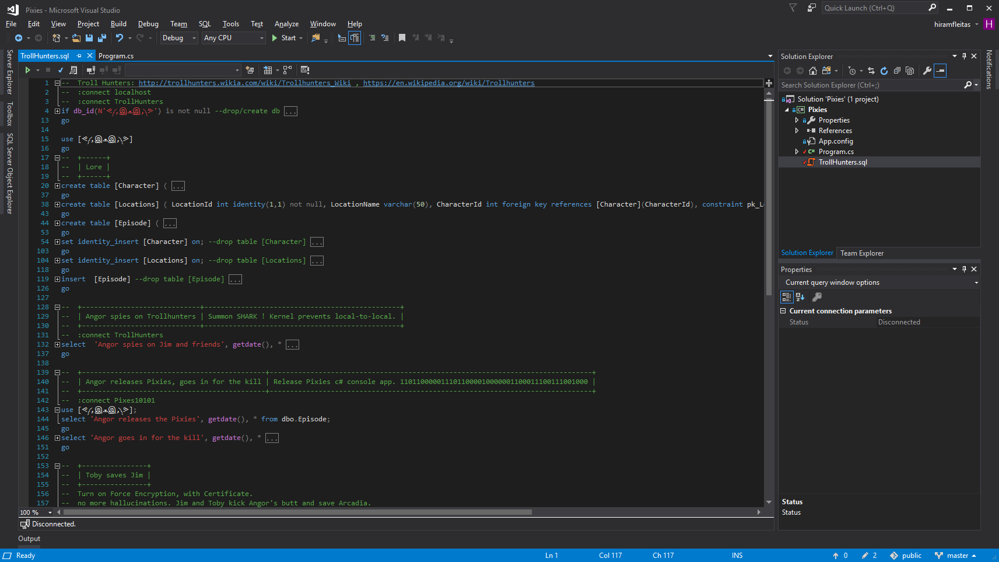 Pixies - Microsoft Visual Studio
Quick Launch (Ctrl+Q)
File Edit View Project Build Debug Team SQL Tools Test Analyze Window Help
hiramfleitas H
Debug Any CPU Start
TrollHunters.sql Program.cs
Server Explorer
Toolbox
SQL Server Object Explorer
1 -- Troll Hunters: http://trollhunters.wikia.com/wiki/Trollhunters_Wiki , https://en.wikipedia.org/wiki/Trollhunters
2 -- :connect localhost
3 -- :connect TrollHunters
4 if db_id(N' ') is not null --drop/create db ...
13 go
14
15 use [ ]
16 go
17 -- +------+
18 -- | Lore |
19 -- +------+
20 create table [Character] ( ...
37 go
38 create table [Locations] ( LocationId int identity(1,1) not null, LocationName varchar(50), CharacterId int foreign key references [Character](CharacterId), constraint
43 go
44 create table [Episode] ( ...
53 go
54 set identity_insert [Character] on; --drop table [Character] ...
103 go
104 set identity_insert [Locations] on; --drop table [Locations] ...
118 go
119 insert [Episode] --drop table [Episode] ...
126 go
127
128 -- +-----------------------------+------------------------------------------------+
129 -- | Angor spies on Trollhunters | Summon SHARK ! Kernel prevents local-to-local. |
130 -- +-----------------------------+------------------------------------------------+
131 -- :connect TrollHunters
132 select 'Angor spies on Jim and friends', getdate(), * ...
137 go
138
139 -- +---------------------------------------------+-------------------------------------------------------------------------------+
140 -- | Angor releases Pixies, goes in for the kill | Release Pixies c# console app. 1101100000111011000010000001100011100111001000 |
141 -- +---------------------------------------------+-------------------------------------------------------------------------------+
142 -- :connect Pixes10101
143 use [ ];
144 select 'Angor releases the Pixies', getdate(), * from dbo.Episode;
145 go
146 select 'Angor goes in for the kill', getdate(), * ...
151 go
152
153 -- +----------------+
154 -- | Toby saves Jim |
155 -- +----------------+
156 -- Turn on Force Encryption, with Certificate.
157 -- no more hallucinations. Jim and Toby kick Angor's butt and save Arcadia.
100 %
Disconnected.
Output
Solution Explorer
Search Solution Explorer (Ctrl+;)
Solution 'Pixies' (1 project)
Pixies
Properties
References
App.config
Program.cs
TrollHunters.sql
Solution Explorer Team Explorer
Properties
Current query window options
Current connection parameters
Status Disconnected
Status
Status
Notifications
Ready Ln 1 Col 117 Ch 117 INS 0 2 public master